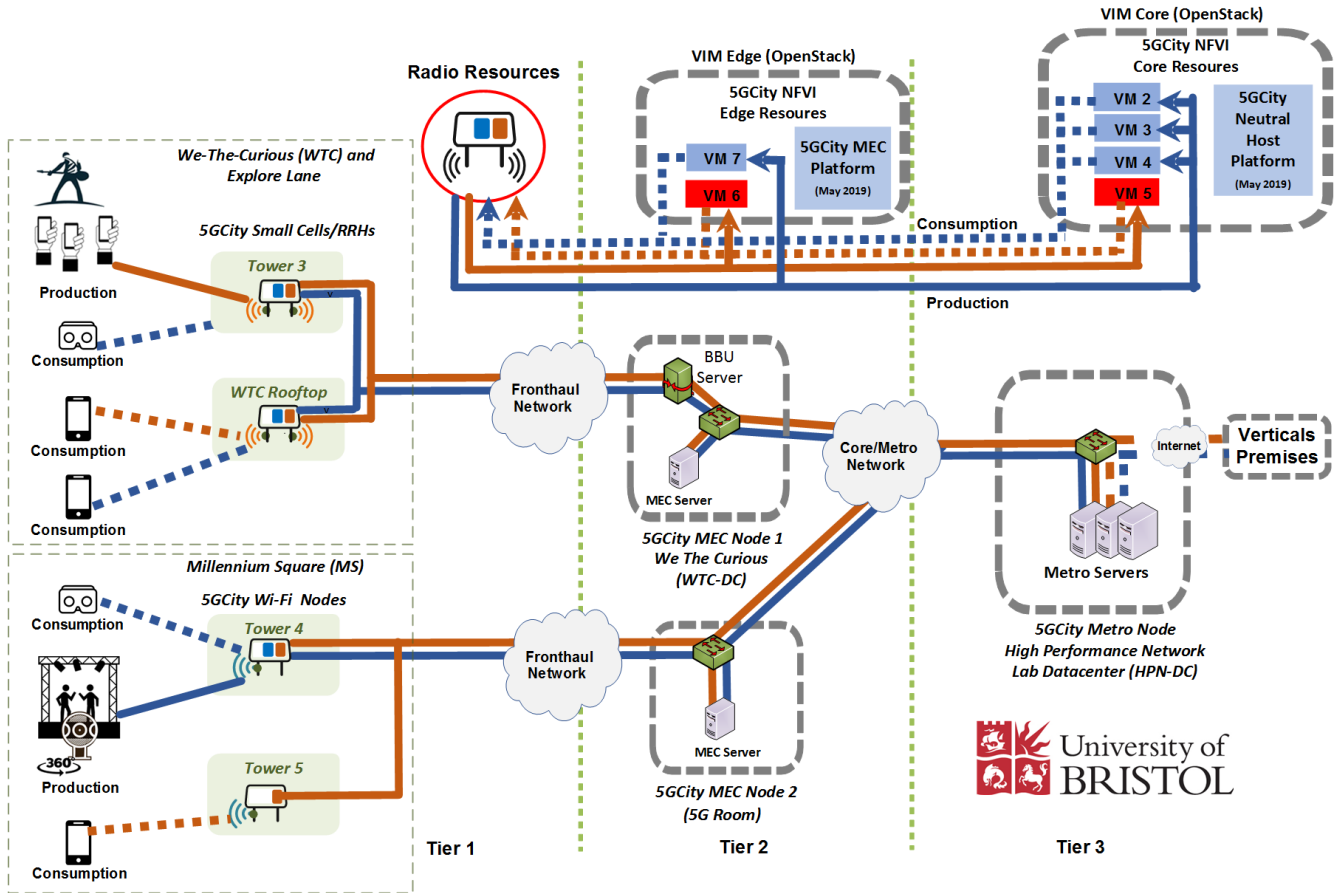 VIM Core (OpenStack)
5GCity NFVI
Core Resoures
VM 2
VM 3
VM 4
VM 5
5GCity
Neutral
Host
Platform
(May 2019)
VIM Edge (OpenStack)
5GCity NFVI
Edge Resoures
VM 7
VM 6
5GCity MEC
Platform
(May 2019)
Radio Resources
Consumption
Production
We-The-Curious (WTC) and
Explore Lane
5GCity Small Cells/RRHs
Tower 3
v
Production
Consumption
WTC Rooftop
v
Consumption
Consumption
Fronthaul
Network
BBU
Server
MEC Server
5GCity MEC Node 1
We The Curious
(WTC-DC)
Core/Metro
Network
Internet
Verticals
Premises
Metro Servers
5GCity Metro Node
High Performance Network
Lab Datacenter (HPN-DC)
Millennium Square (MS)
5GCity Wi-Fi Nodes
Tower 4
Consumption
360°
Production
Tower 5
Consumption
Fronthaul
Network
MEC Server
5GCity MEC Node 2
(5G Room)
University of
BRISTOL
Tier 1
Tier 2
Tier 3